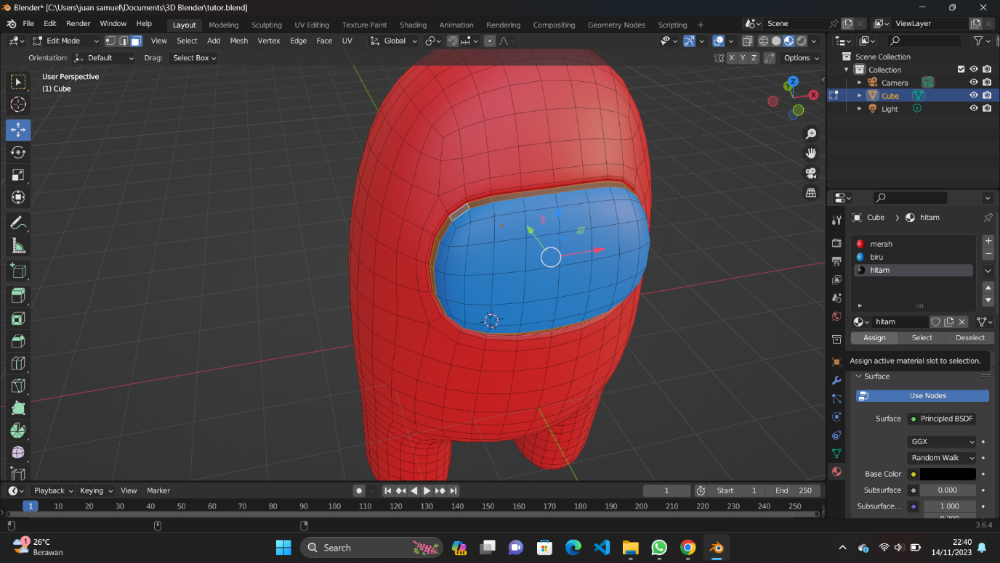 Blender* [C:\Users\juan samuel\Documents\3D Blender\tutor.blend]
File Edit Render Window Help Layout Modeling Sculpting UV Editing Texture Paint Shading Animation Rendering Compositing Geometry Nodes Scripting + Scene ViewLayer
Edit Mode View Select Add Mesh Vertex Edge Face UV Global
Orientation: Default Drag: Select Box X Y Z Options
User Perspective
(1) Cube
Z
Y
X
Scene Collection
Collection
Camera
Cube
Light
Cube > hitam
merah
biru
hitam
hitam
Assign Select Deselect
Assign active material slot to selection.
Surface
Use Nodes
Surface Principled BSDF
GGX
Random Walk
Base Color
Subsurface 0.000
Subsurface... 1.000
Playback Keying View Marker 1 Start 1 End 250
1 10 20 30 40 50 60 70 80 90 100 110 120 130 140 150 160 170 180 190 200 210 220 230 240 250
3.6.4
1
26°C
Berawan
Search
PRE
22:40
14/11/2023